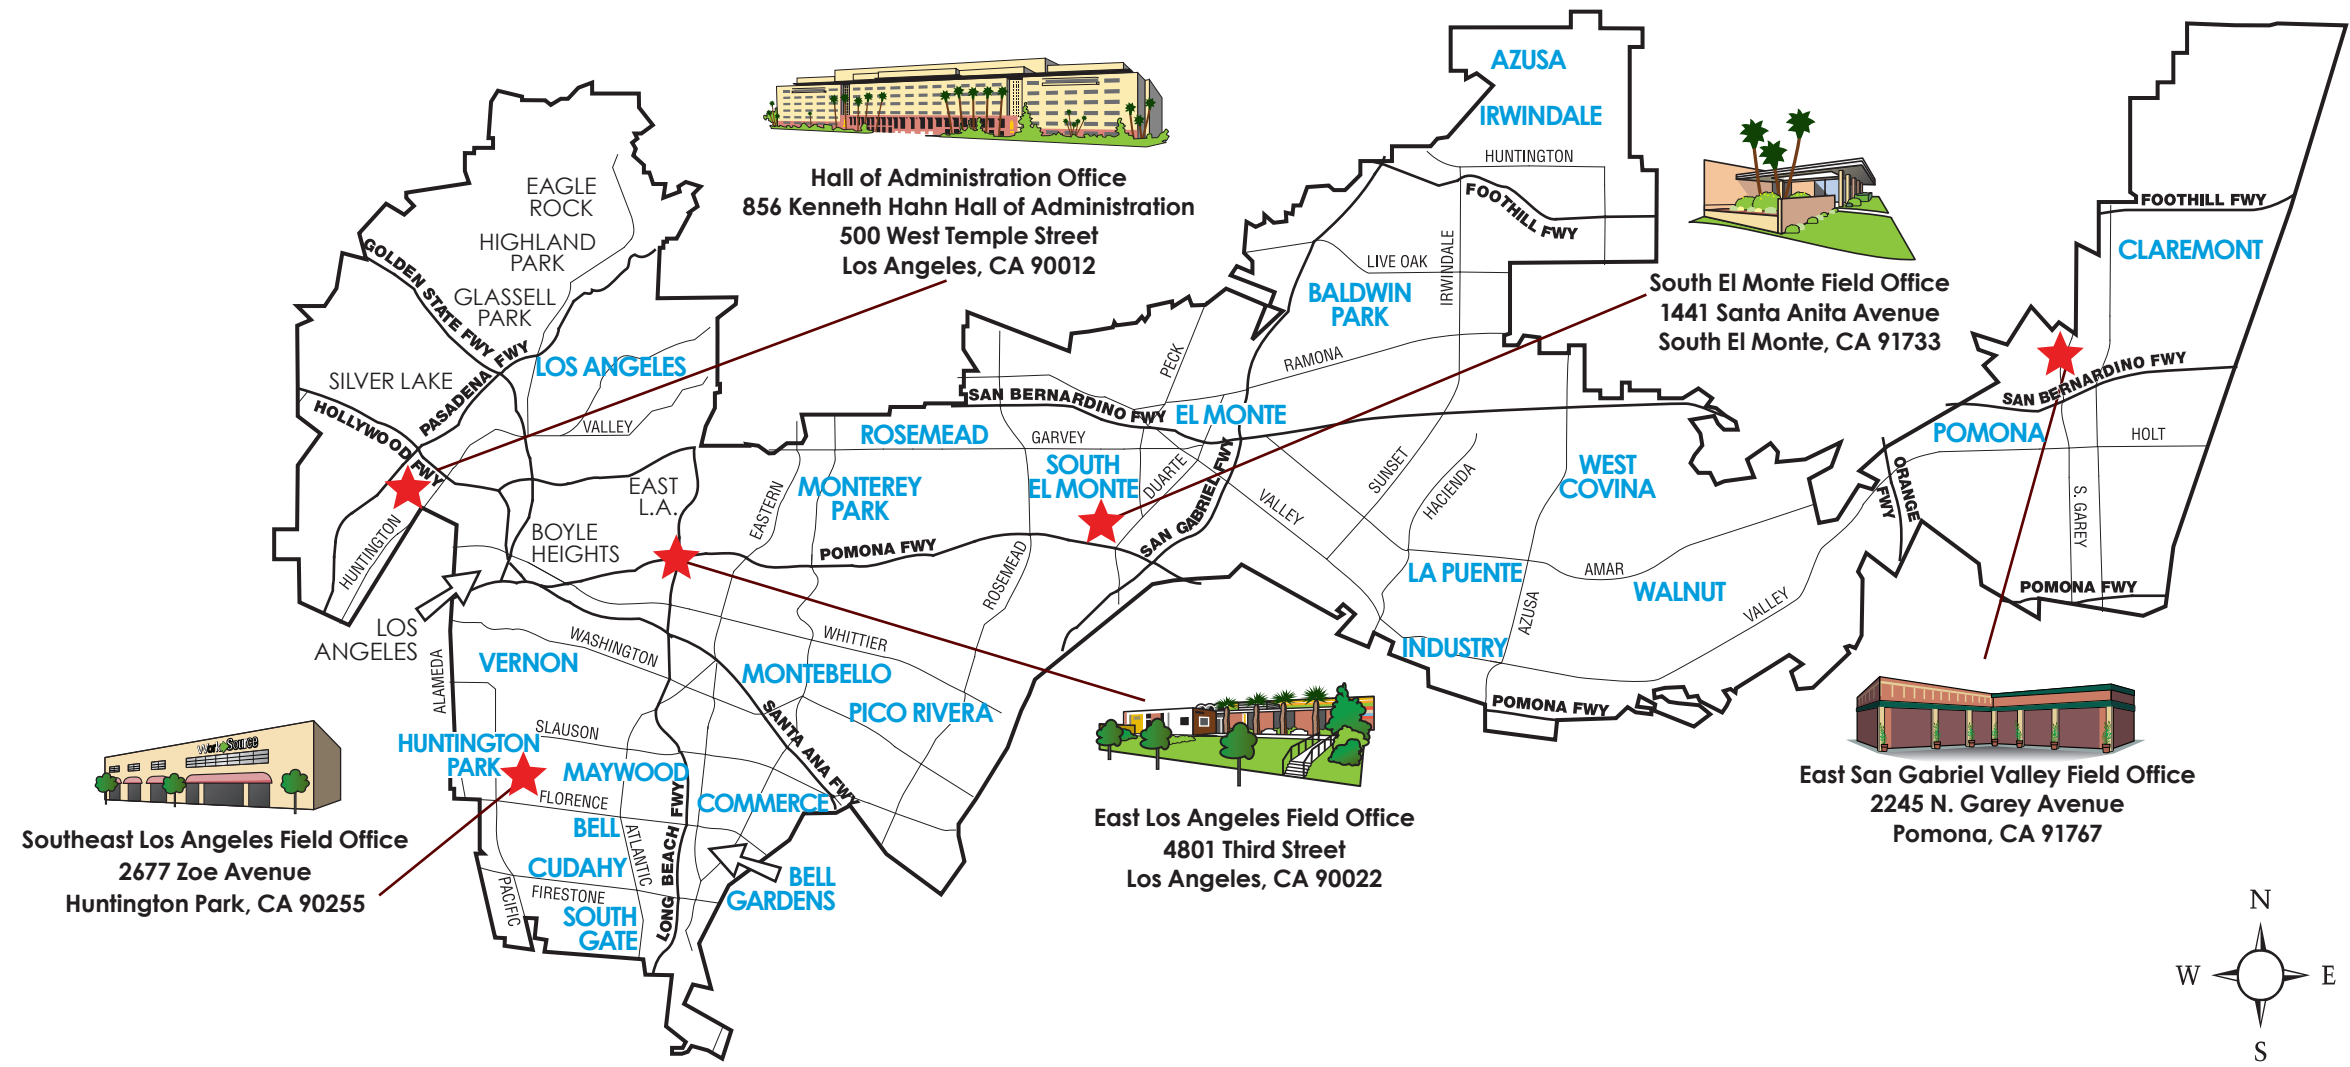 AZUSA
IRWINDALE
HUNTINGTON
FOOTHILL FWY
Hall of Administration Office
856 Kenneth Hahn Hall of Administration
500 West Temple Street
Los Angeles, CA 90012
EAGLE
ROCK
HIGHLAND
PARK
GLASSELL
PARK
GOLDEN STATE FWY
PASADENA FWY
LOS ANGELES
SILVER LAKE
HOLLYWOOD FWY
VALLEY
HUNTINGTON
LIVE OAK
IRWINDALE
BALDWIN
PARK
RAMONA
PECK
South El Monte Field Office
1441 Santa Anita Avenue
South El Monte, CA 91733
FOOTHILL FWY
CLAREMONT
SAN BERNARDINO FWY
POMONA
HOLT
ORANGE
FWY
S. GAREY
POMONA FWY
SAN BERNARDINO FWY
EL MONTE
ROSEMEAD
GARVEY
SOUTH
EL MONTE
DUARTE
SAN GABRIEL FWY
VALLEY
SUNSET
HACIENDA
WEST
COVINA
EAST
L.A.
EASTERN
MONTEREY
PARK
BOYLE
HEIGHTS
POMONA FWY
ROSEMEAD
LA PUENTE
AMAR
WALNUT
AZUSA
VALLEY
INDUSTRY
POMONA FWY
LOS
ANGELES
ALAMEDA
WASHINGTON
WHITTIER
VERNON
MONTEBELLO
PICO RIVERA
SANTA ANA FWY
SLAUSON
HUNTINGTON
PARK
MAYWOOD
COMMERCE
FLORENCE
BELL
ATLANTIC
LONG BEACH FWY
CUDAHY
FIRESTONE
PACIFIC
SOUTH
GATE
BELL
GARDENS
WorkSource
Southeast Los Angeles Field Office
2677 Zoe Avenue
Huntington Park, CA 90255
East Los Angeles Field Office
4801 Third Street
Los Angeles, CA 90022
East San Gabriel Valley Field Office
2245 N. Garey Avenue
Pomona, CA 91767
N
W
E
S